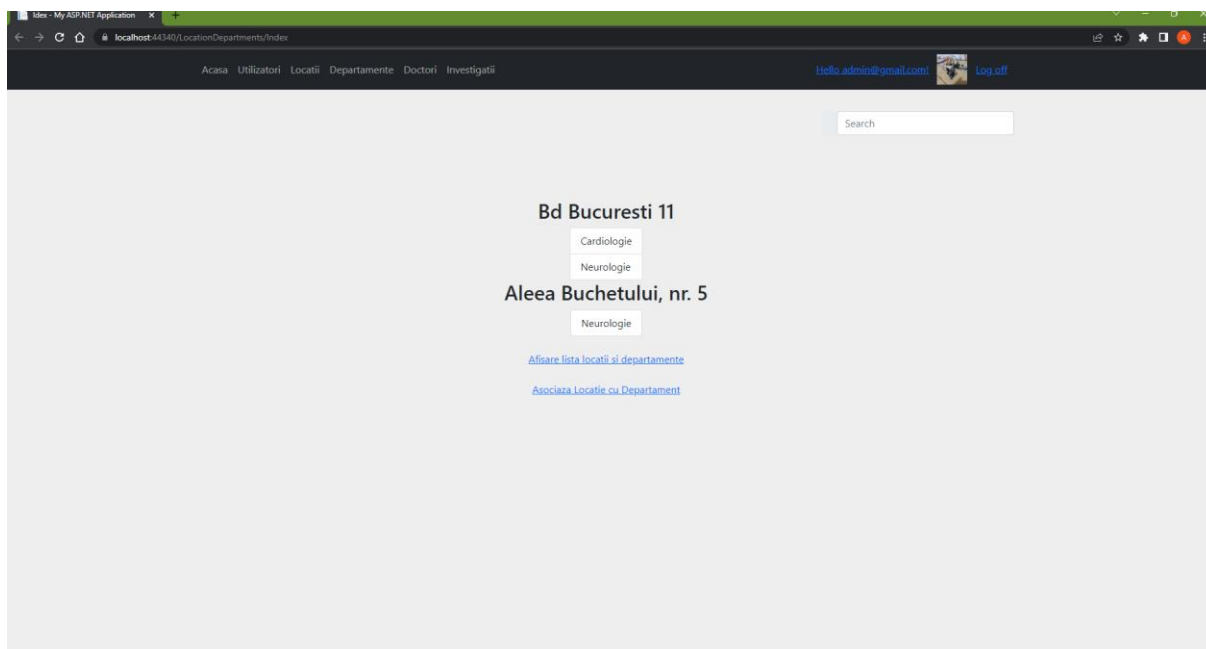 Idex - My ASP.NET Application
localhost:44340/LocationDepartments/Index
A
Acasa Utilizatori Locatii Departamente Doctori Investigatii
Hello admin@gmail.com! Log off
Search
Bd Bucuresti 11
Cardiologie
Neurologie
Aleea Buchetului, nr. 5
Neurologie
Afisare lista locatii si departamente
Asociaza Locatie cu Departament